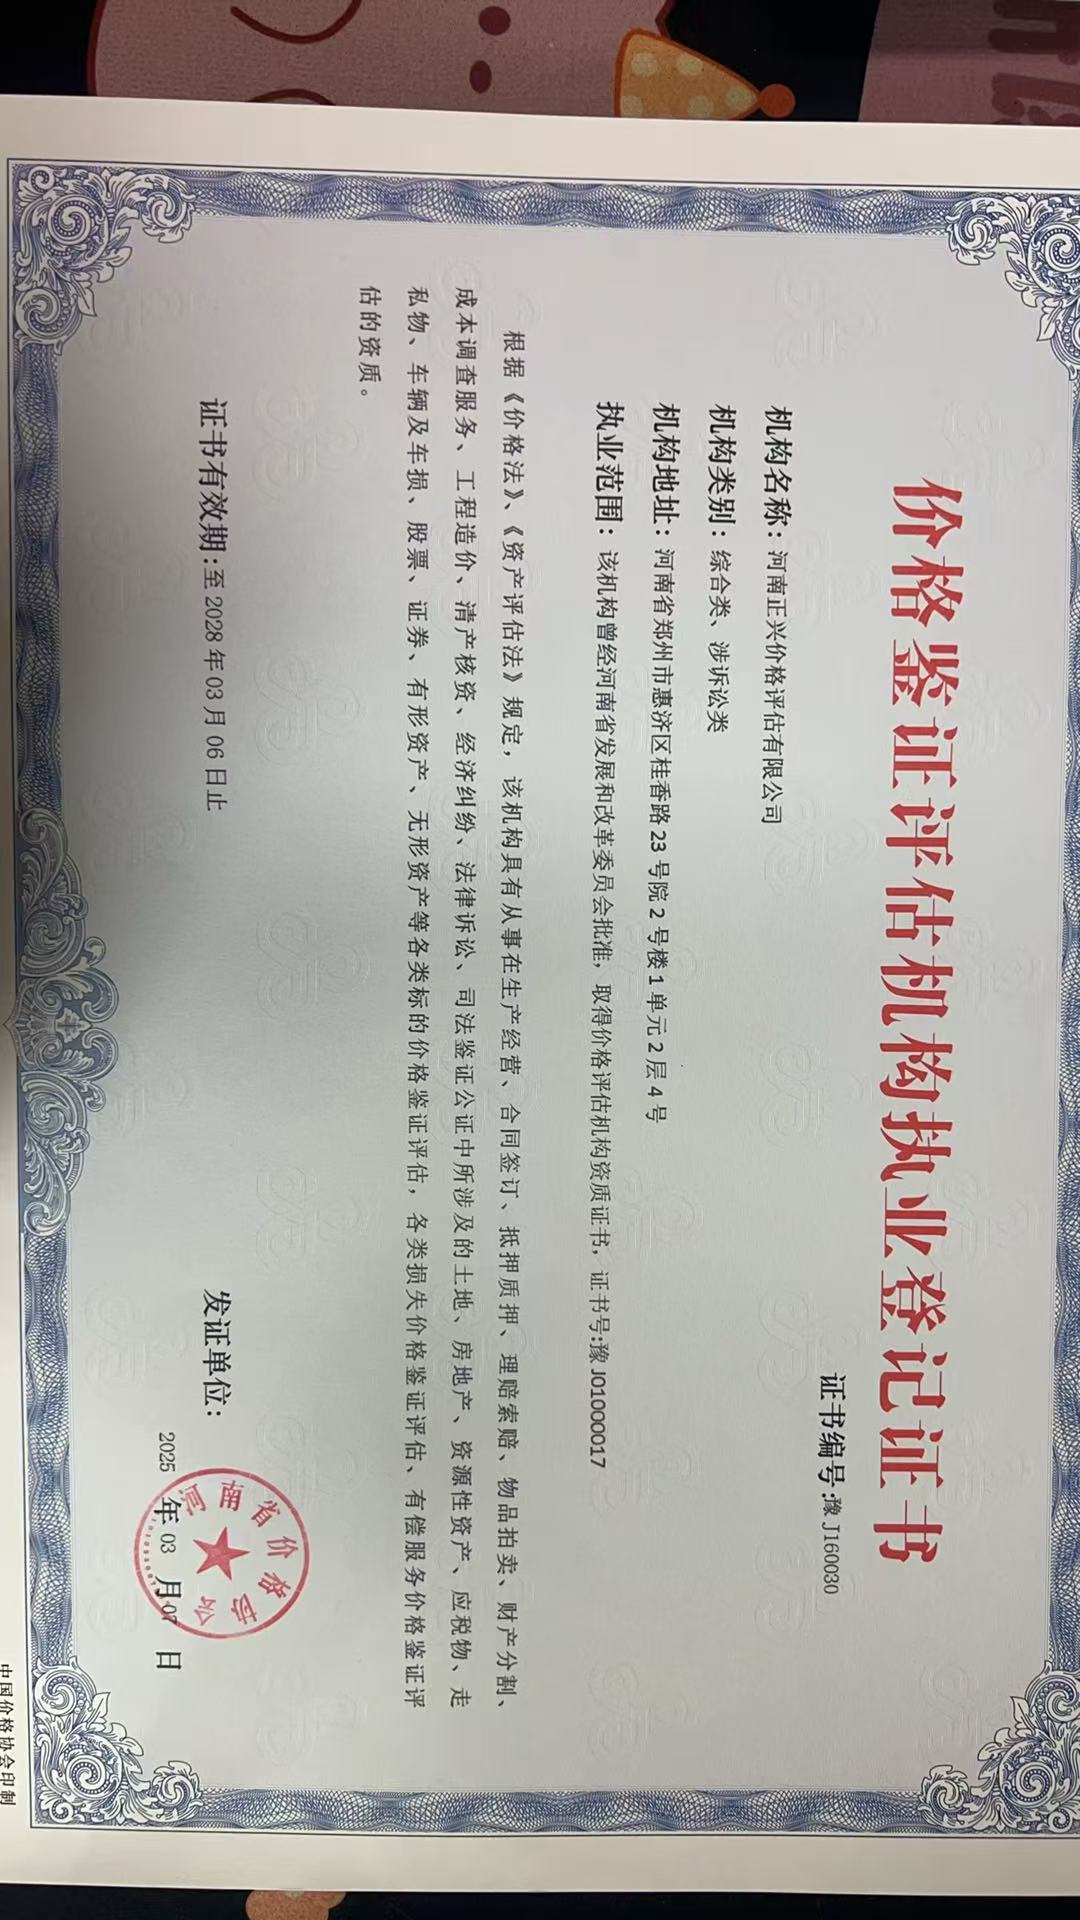 价格鉴证评估机构执业登记证书
证书编号:豫J160030
机构名称：河南正兴价格评估有限公司
机构类别：综合类、涉诉讼类
机构地址：河南省郑州市惠济区桂香路23号院2号楼1单元2层4号
执业范围：该机构曾经河南省发展和改革委员会批准，取得价格评估机构资质证书，证书号:豫J01000017
根据《价格法》、《资产评估法》规定，该机构具有从事在生产经营、合同签订、抵押质押、理赔索赔、物品拍卖、财产分割、
成本调查服务、工程造价、清产核资、经济纠纷、法律诉讼、司法鉴证公证中所涉及的土地、房地产、资源性资产、应税物、走
私物、车辆及车损、股票、证券、有形资产、无形资产等各类标的价格鉴证评估，各类损失价格鉴证评估、有偿服务价格鉴证评
估的资质。
证书有效期:至2028年03月06日止
发证单位：
河南省价格协会
2025年03月07日
中国价格协会印制